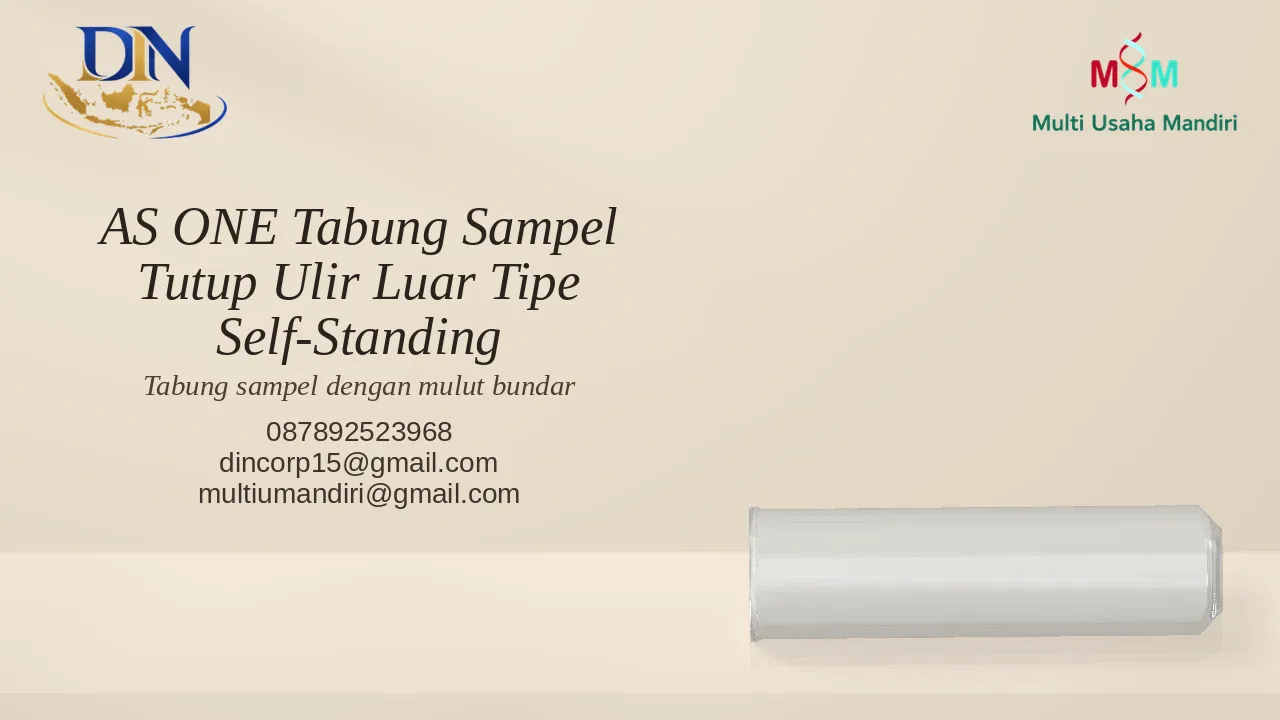 DIN
MSM
Multi Usaha Mandiri
AS ONE Tabung Sampel
Tutup Ulir Luar Tipe
Self-Standing
Tabung sampel dengan mulut bundar
087892523968
dincorp15@gmail.com
multiumandiri@gmail.com